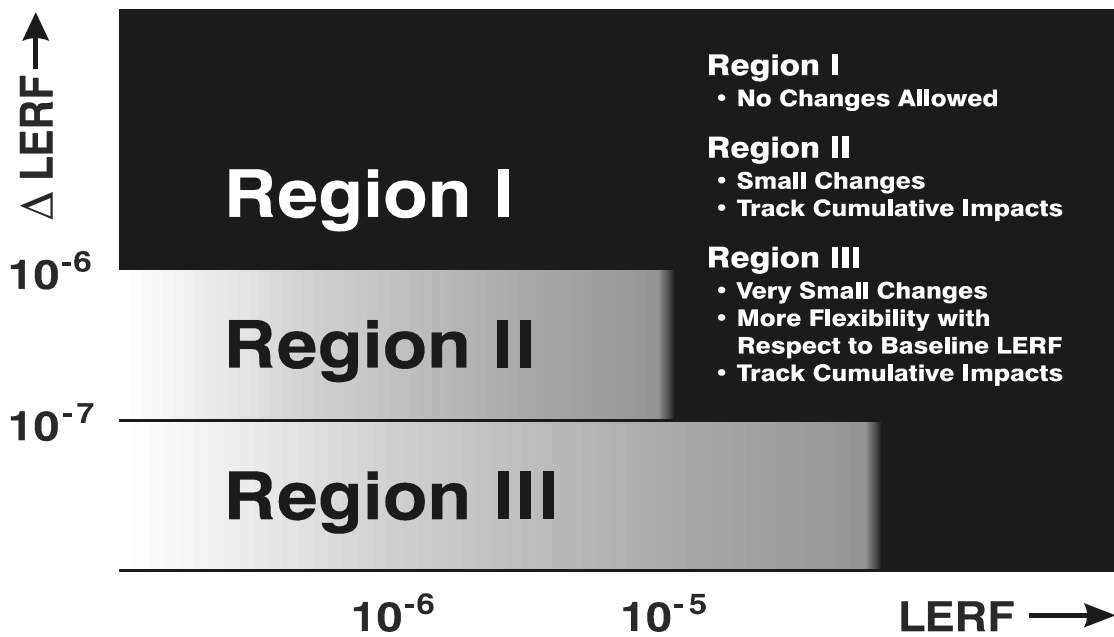 Δ LERF →
Region I
• No Changes Allowed
Region II
• Small Changes
• Track Cumulative Impacts
Region III
• Very Small Changes
• More Flexibility with
Respect to Baseline LERF
• Track Cumulative Impacts
Region I
10⁻⁶
Region II
10⁻⁷
Region III
10⁻⁶
10⁻⁵
LERF →